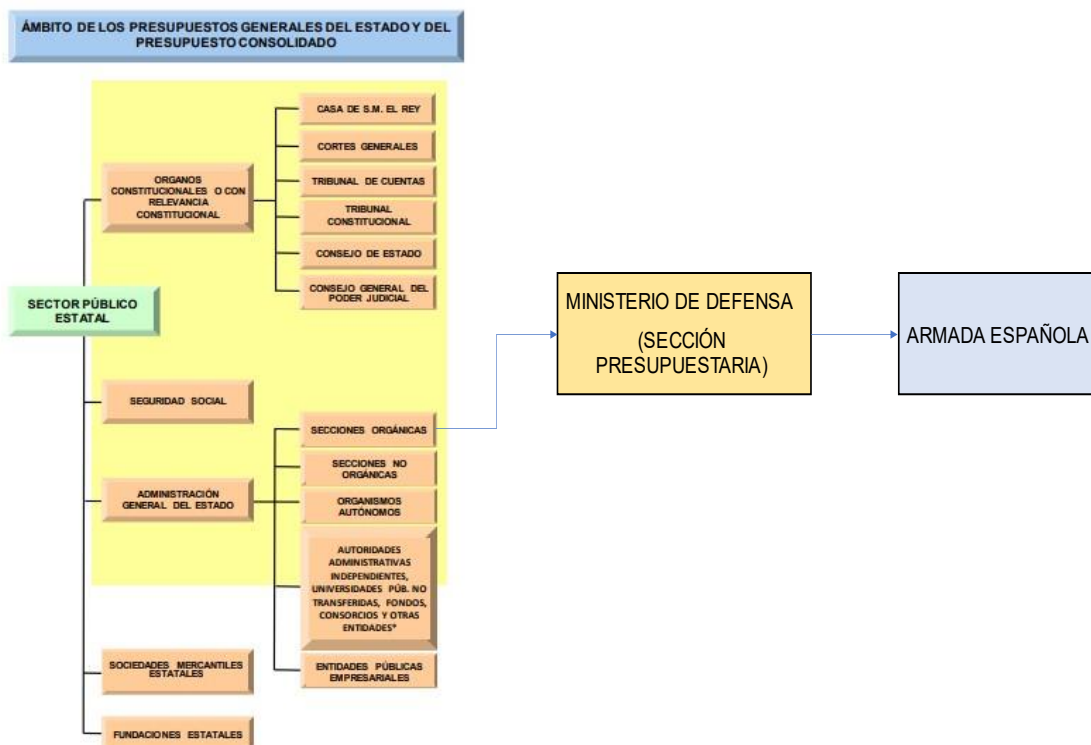 ÁMBITO DE LOS PRESUPUESTOS GENERALES DEL ESTADO Y DEL
PRESUPUESTO CONSOLIDADO
CASA DE S.M. EL REY
CORTES GENERALES
ORGANOS
CONSTITUCIONALES O CON
RELEVANCIA
CONSTITUCIONAL
TRIBUNAL DE CUENTAS
TRIBUNAL
CONSTITUCIONAL
CONSEJO DE ESTADO
CONSEJO GENERAL DEL
PODER JUDICIAL
SECTOR PÚBLICO
ESTATAL
MINISTERIO DE DEFENSA
(SECCIÓN
PRESUPUESTARIA)
ARMADA ESPAÑOLA
SEGURIDAD SOCIAL
SECCIONES ORGÁNICAS
SECCIONES NO
ORGÁNICAS
ADMINISTRACIÓN
GENERAL DEL ESTADO
ORGANISMOS
AUTÓNOMOS
AUTORIDADES
ADMINISTRATIVAS
INDEPENDIENTES,
UNIVERSIDADES PÚB. NO
TRANSFERIDAS, FONDOS,
CONSORCIOS Y OTRAS
ENTIDADES*
SOCIEDADES MERCANTILES
ESTATALES
ENTIDADES PÚBLICAS
EMPRESARIALES
FUNDACIONES ESTATALES